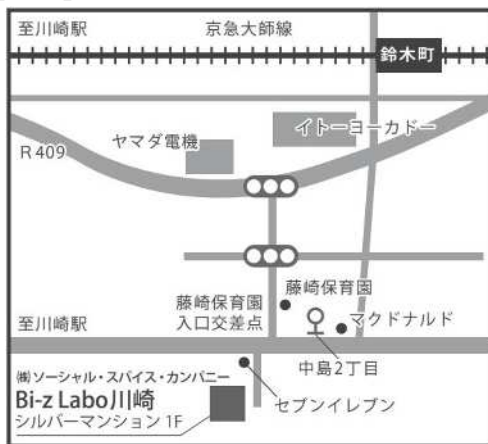 至川崎駅
京急大師線
鈴木町
イトーヨーカドー
ヤマダ電機
R409
藤崎保育園
藤崎保育園
入口交差点
マクドナルド
至川崎駅
中島2丁目
㈱ソーシャル・スパイス・カンパニー
Bi-z Labo川崎
シルバーマンション 1F
セブンイレブン